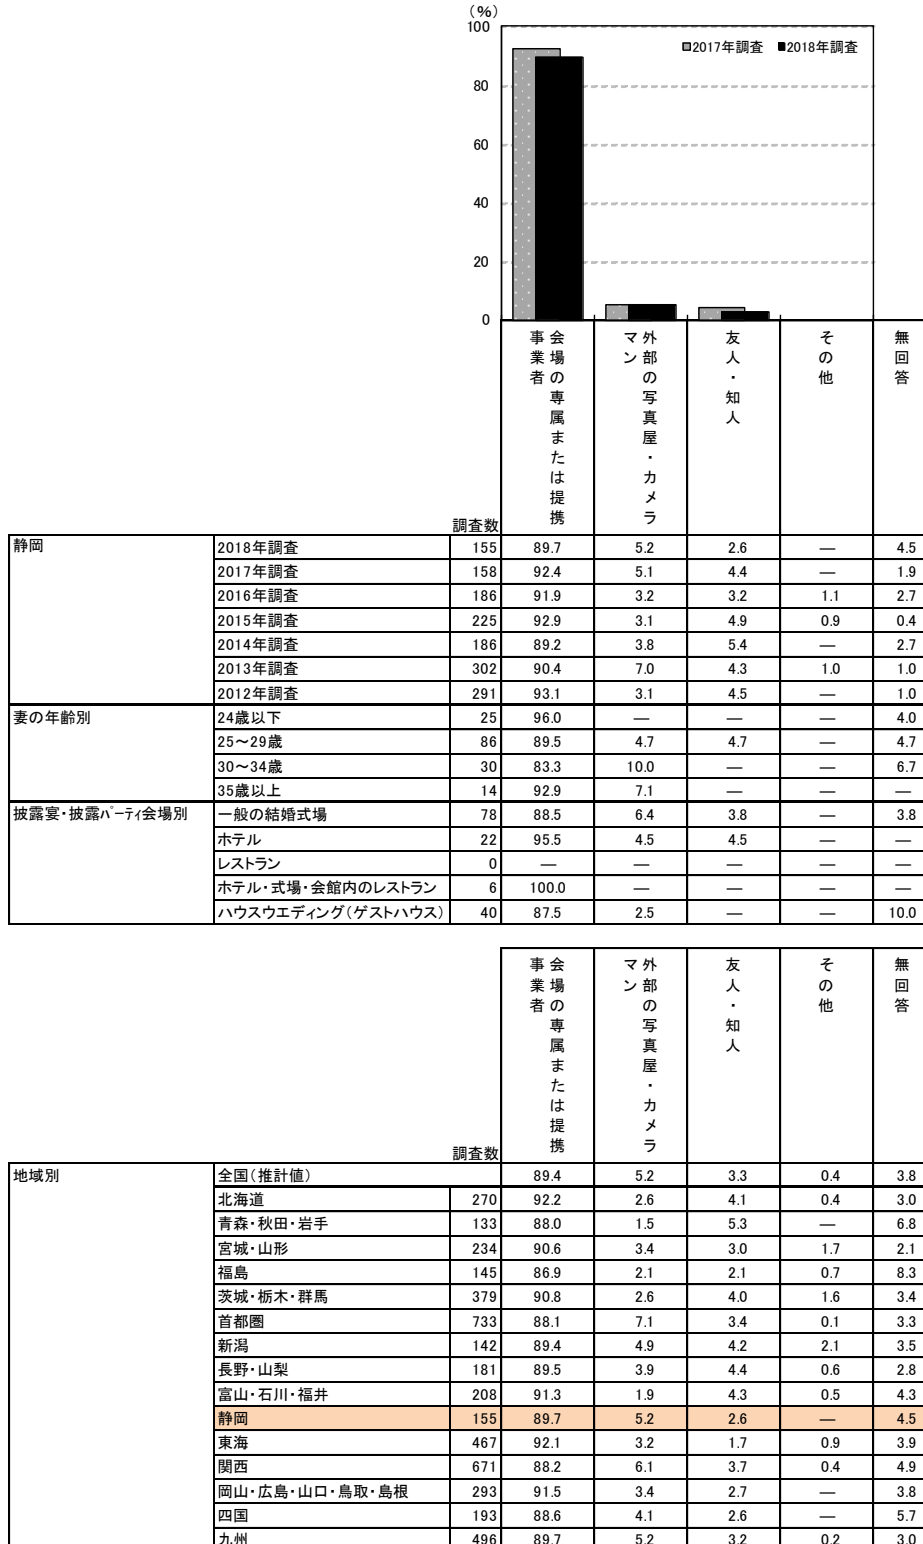 (%)
100
2017年調査 2018年調査
80
60
40
20
0
調査数 会場の専属または提携事業者 外部の写真屋・カメラマン 友人・知人 その他 無回答
静岡 2018年調査 155 89.7 5.2 2.6 — 4.5
2017年調査 158 92.4 5.1 4.4 — 1.9
2016年調査 186 91.9 3.2 3.2 1.1 2.7
2015年調査 225 92.9 3.1 4.9 0.9 0.4
2014年調査 186 89.2 3.8 5.4 — 2.7
2013年調査 302 90.4 7.0 4.3 1.0 1.0
2012年調査 291 93.1 3.1 4.5 — 1.0
妻の年齢別 24歳以下 25 96.0 — — — 4.0
25～29歳 86 89.5 4.7 4.7 — 4.7
30～34歳 30 83.3 10.0 — — 6.7
35歳以上 14 92.9 7.1 — — —
披露宴・披露パーティ会場別 一般の結婚式場 78 88.5 6.4 3.8 — 3.8
ホテル 22 95.5 4.5 4.5 — —
レストラン 0 — — — — —
ホテル・式場・会館内のレストラン 6 100.0 — — — —
ハウスウエディング(ゲストハウス) 40 87.5 2.5 — — 10.0
調査数 会場の専属または提携事業者 外部の写真屋・カメラマン 友人・知人 その他 無回答
地域別 全国(推計値) 89.4 5.2 3.3 0.4 3.8
北海道 270 92.2 2.6 4.1 0.4 3.0
青森・秋田・岩手 133 88.0 1.5 5.3 — 6.8
宮城・山形 234 90.6 3.4 3.0 1.7 2.1
福島 145 86.9 2.1 2.1 0.7 8.3
茨城・栃木・群馬 379 90.8 2.6 4.0 1.6 3.4
首都圏 733 88.1 7.1 3.4 0.1 3.3
新潟 142 89.4 4.9 4.2 2.1 3.5
長野・山梨 181 89.5 3.9 4.4 0.6 2.8
富山・石川・福井 208 91.3 1.9 4.3 0.5 4.3
静岡 155 89.7 5.2 2.6 — 4.5
東海 467 92.1 3.2 1.7 0.9 3.9
関西 671 88.2 6.1 3.7 0.4 4.9
岡山・広島・山口・鳥取・島根 293 91.5 3.4 2.7 — 3.8
四国 193 88.6 4.1 2.6 — 5.7
九州 496 89.7 5.2 3.2 0.2 3.0